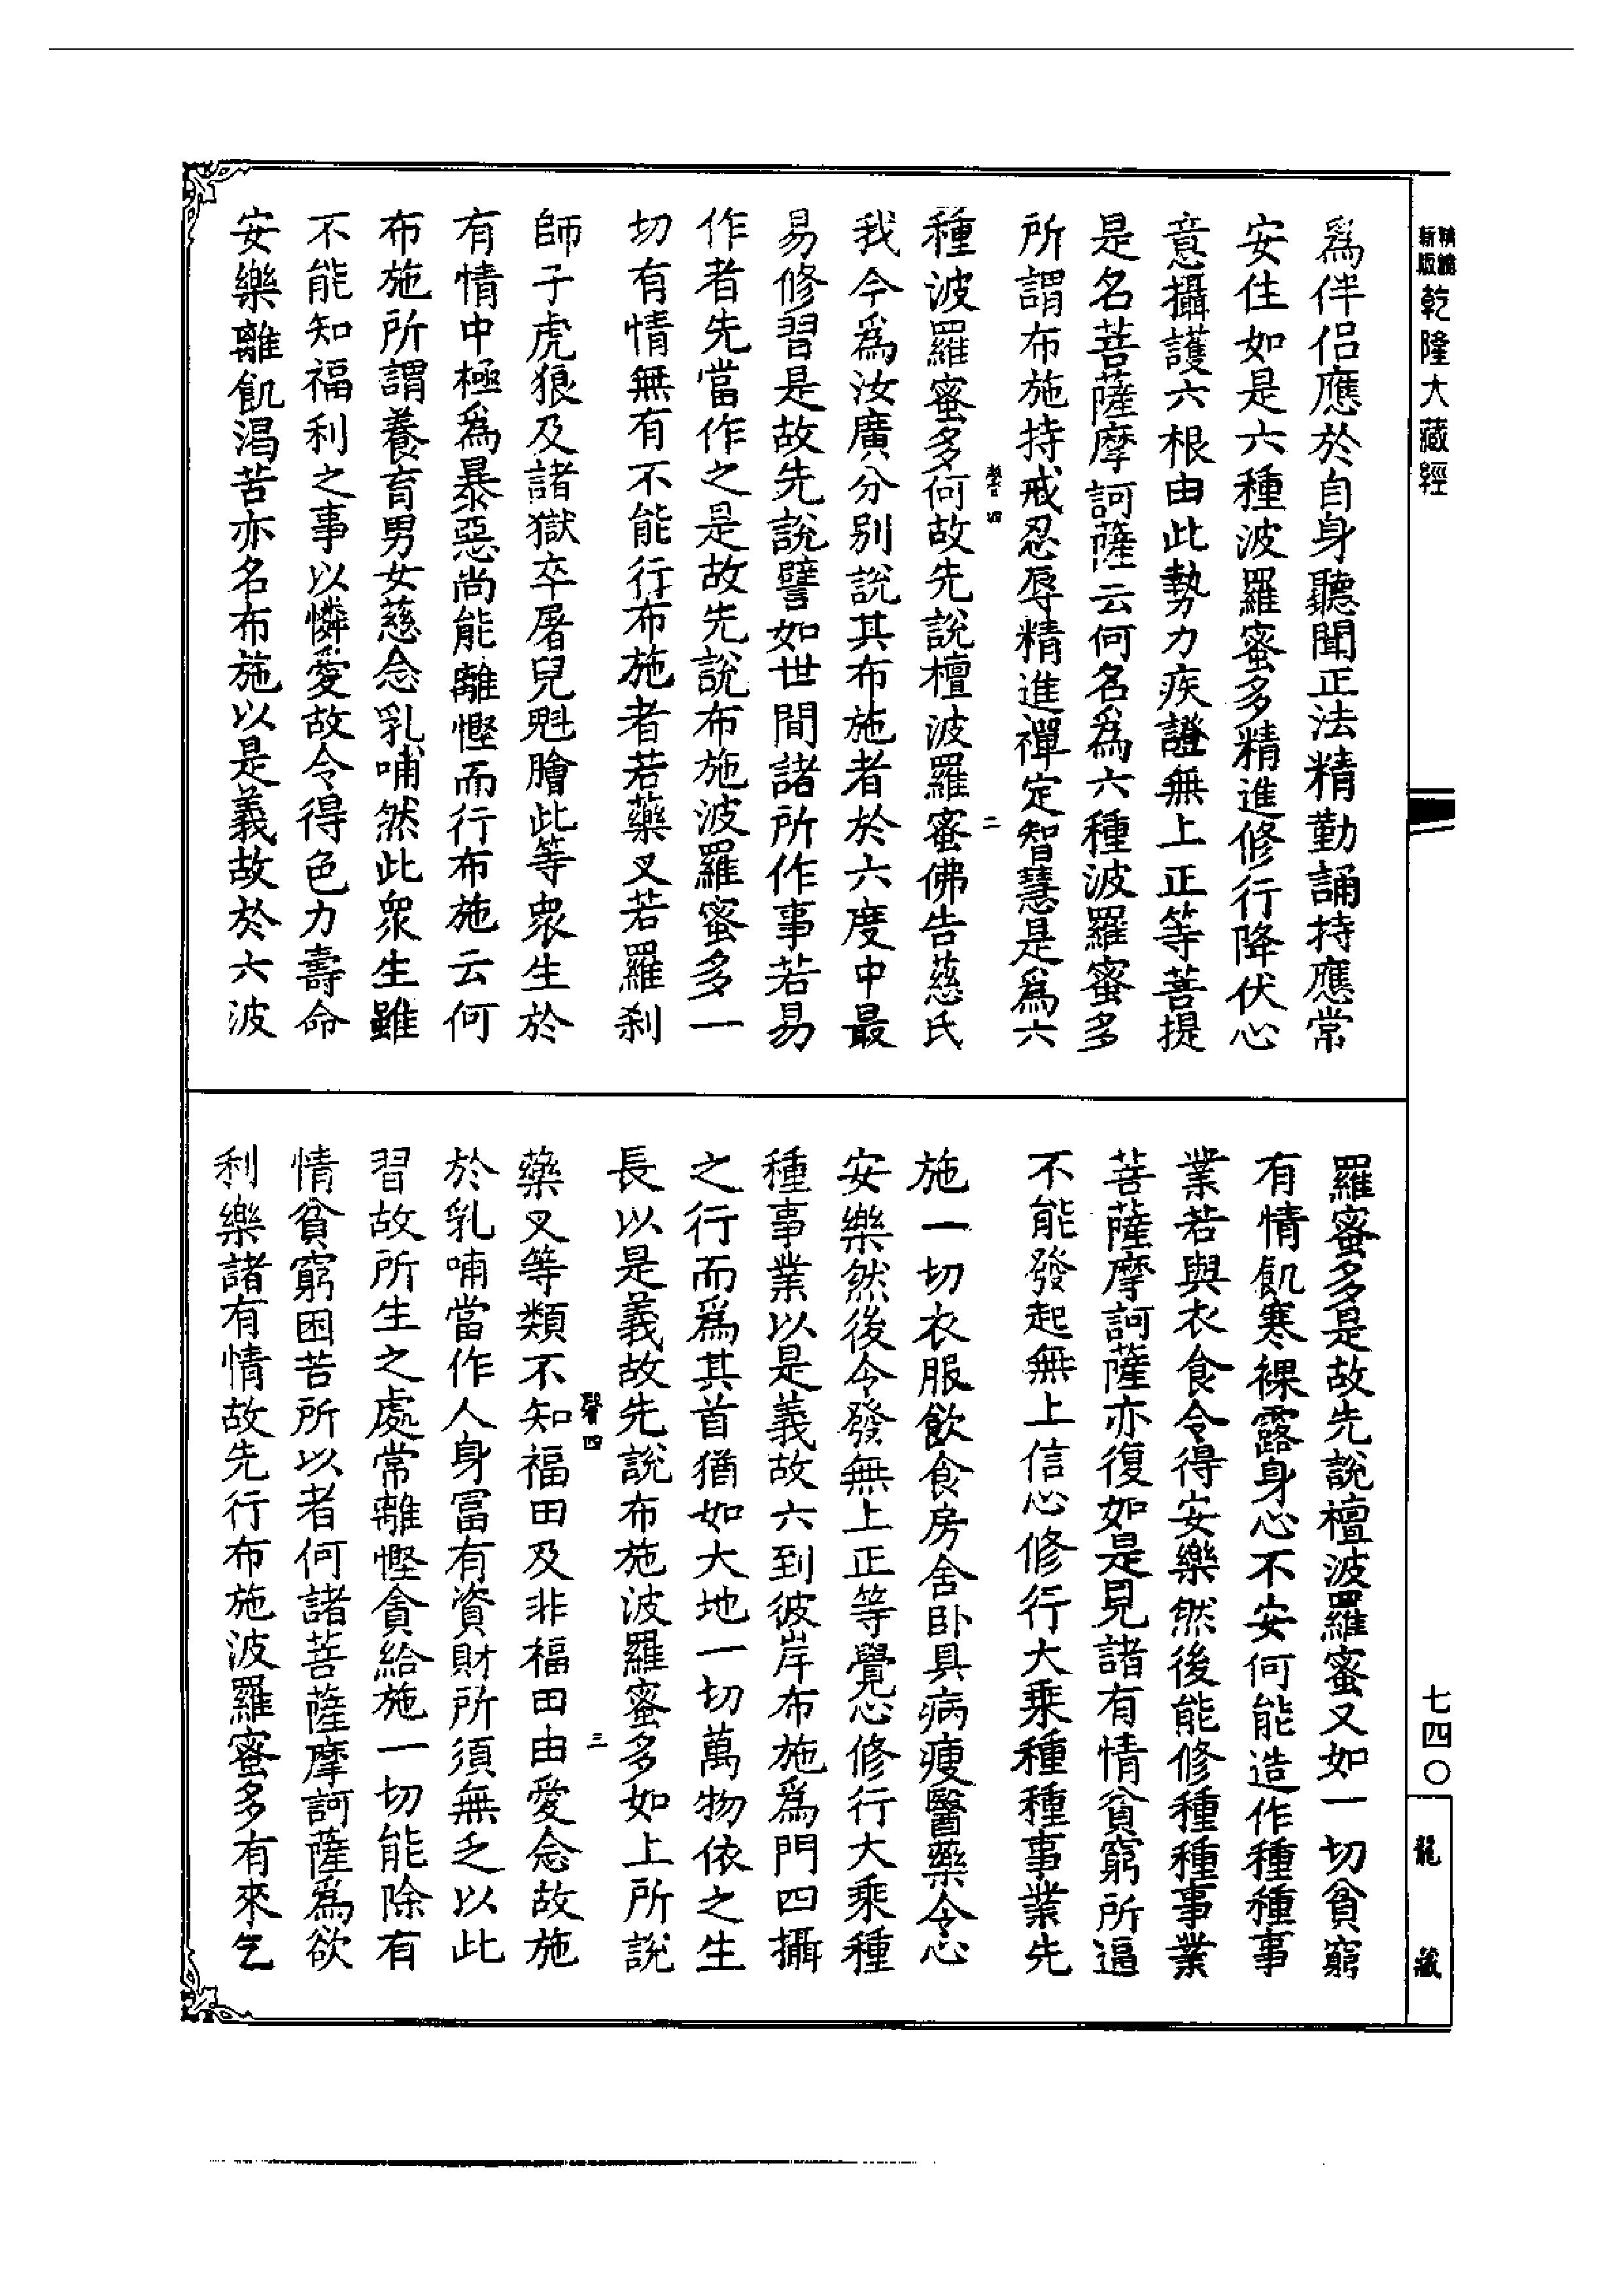 新版精縮
乾隆大藏經
七四〇
龍藏
爲伴侶應於自身聽聞正法精勤誦持應常
安住如是六種波羅蜜多精進修行降伏心
意攝護六根由此勢力疾證無上正等菩提
是名菩薩摩訶薩云何名爲六種波羅蜜多
所謂布施持戒忍辱精進禪定智慧是爲六
二
種波羅蜜多何故先說檀波羅蜜佛告慈氏
我今爲汝廣分別說其布施者於六度中最
易修習是故先說譬如世間諸所作事若易
作者先當作之是故先說布施波羅蜜多一
切有情無有不能行布施者若藥叉若羅刹
師子虎狼及諸獄卒屠兒魁膾此等衆生於
有情中極爲暴惡尚能離慳而行布施云何
布施所謂養育男女慈念乳哺然此衆生雖
不能知福利之事以憐愛故令得色力壽命
安樂離飢渴苦亦名布施以是義故於六波
羅蜜多是故先說檀波羅蜜又如一切貧窮
有情飢寒裸露身心不安何能造作種種事
業若與衣食令得安樂然後能修種種事業
菩薩摩訶薩亦復如是見諸有情貧窮所逼
不能發起無上信心修行大乘種種事業先
施一切衣服飲食房舍卧具病瘦醫藥令心
安樂然後令發無上正等覺心修行大乘種
種事業以是義故六到彼岸布施爲門四攝
之行而爲其首猶如大地一切萬物依之生
長以是義故先說布施波羅蜜多如上所說
四 三
藥叉等類不知福田及非福田由愛念故施
於乳哺當作人身富有資財所須無乏以此
習故所生之處常離慳貪給施一切能除有
情貧窮困苦所以者何諸菩薩摩訶薩爲欲
利樂諸有情故先行布施波羅蜜多有來乞